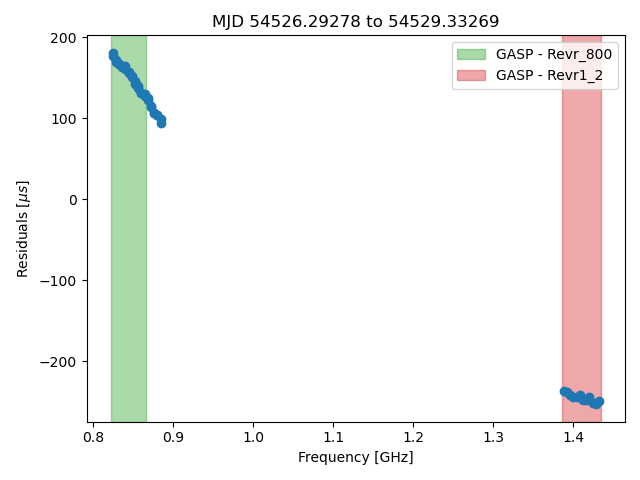 MJD 54526.29278 to 54529.33269
GASP - Revr_800
GASP - Revr1_2
Residuals [μs]
200
100
0
−100
−200
0.8 0.9 1.0 1.1 1.2 1.3 1.4
Frequency [GHz]